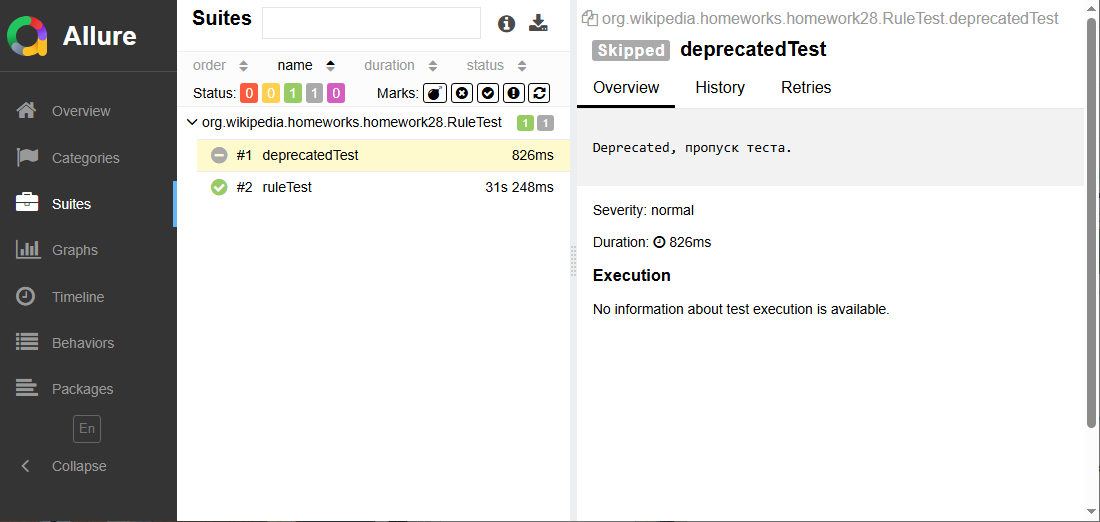 Allure
Overview
Categories
Suites
Graphs
Timeline
Behaviors
Packages
En
Collapse
Suites
order name duration status
Status: 0 0 1 1 0 Marks:
org.wikipedia.homeworks.homework28.RuleTest 1 1
#1 deprecatedTest 826ms
#2 ruleTest 31s 248ms
org.wikipedia.homeworks.homework28.RuleTest.deprecatedTest
Skipped deprecatedTest
Overview History Retries
Deprecated, пропуск теста.
Severity: normal
Duration: 826ms
Execution
No information about test execution is available.